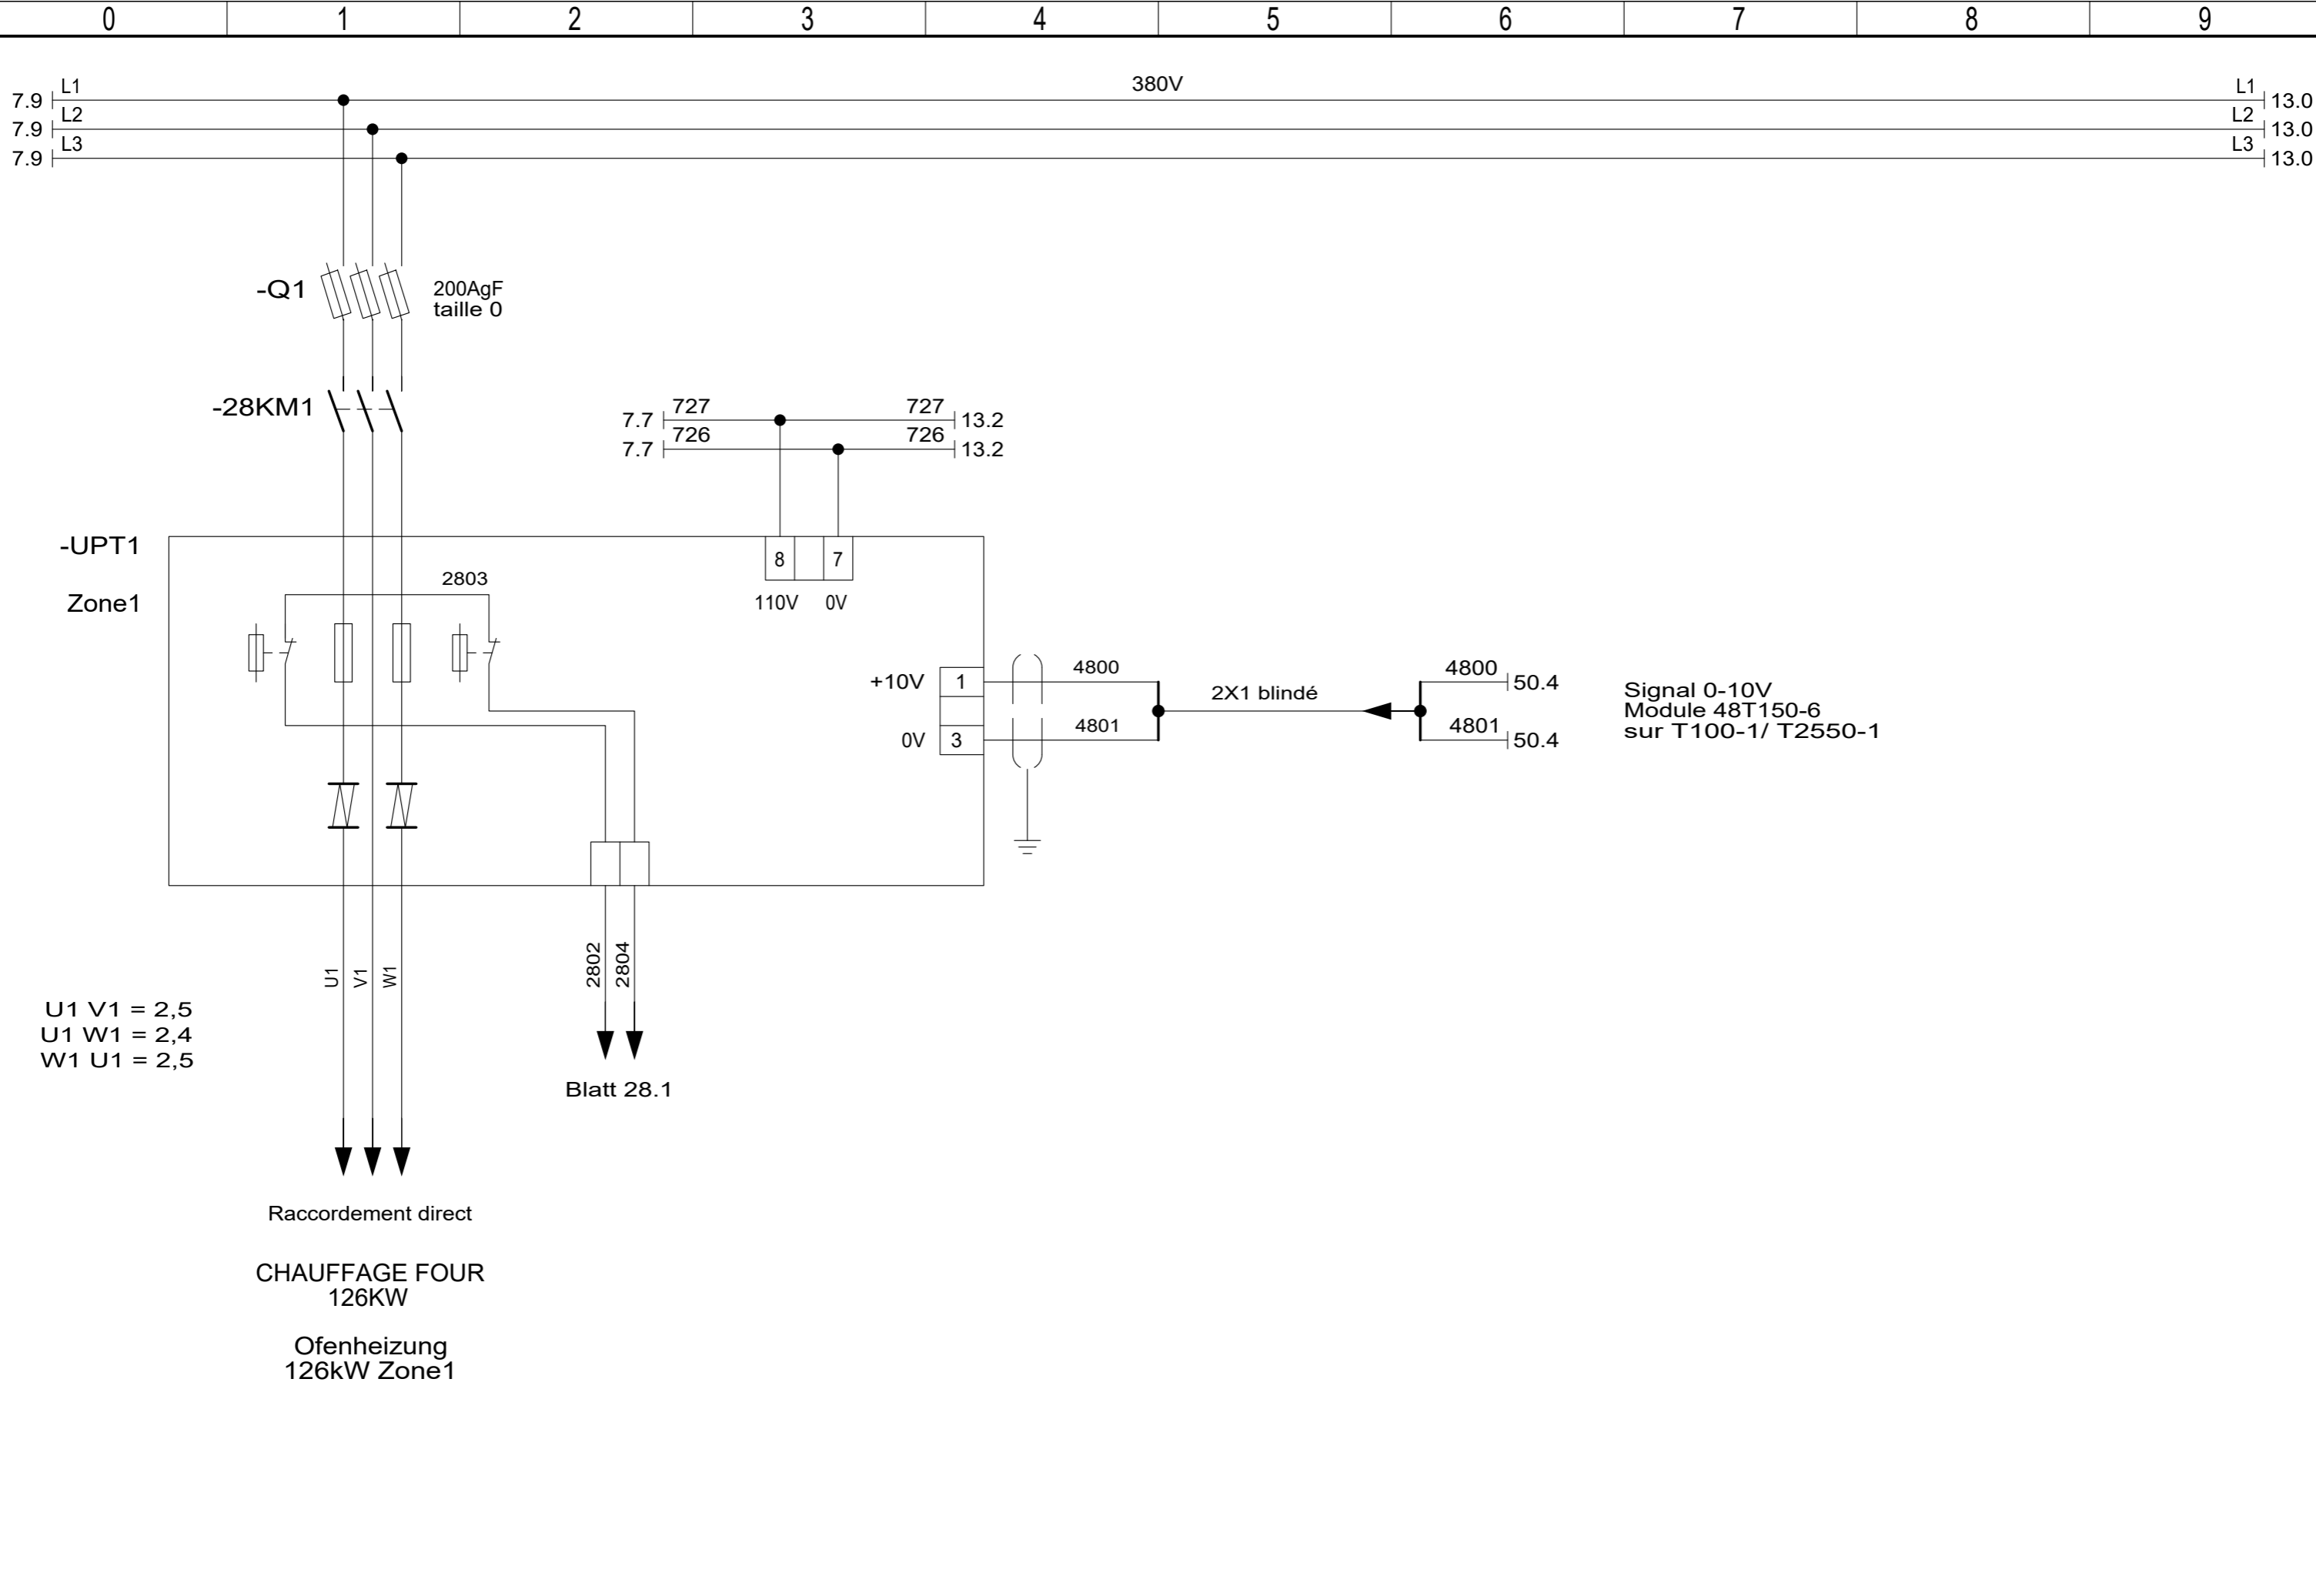 0 1 2 3 4 5 6 7 8 9
380V
7.9 L1 L1 13.0
7.9 L2 L2 13.0
7.9 L3 L3 13.0
-Q1
200AgF
taille 0
-28KM1
7.7 727 727 13.2
7.7 726 726 13.2
-UPT1
8 7
2803
Zone1
110V 0V
+10V 1 4800
4800 50.4
2X1 blindé
0V 3 4801
4801 50.4
Signal 0-10V
Module 48T150-6
sur T100-1/ T2550-1
U1 V1 W1
2802 2804
U1 V1 = 2,5
U1 W1 = 2,4
W1 U1 = 2,5
Blatt 28.1
Raccordement direct
CHAUFFAGE FOUR
126KW
Ofenheizung
126kW Zone1